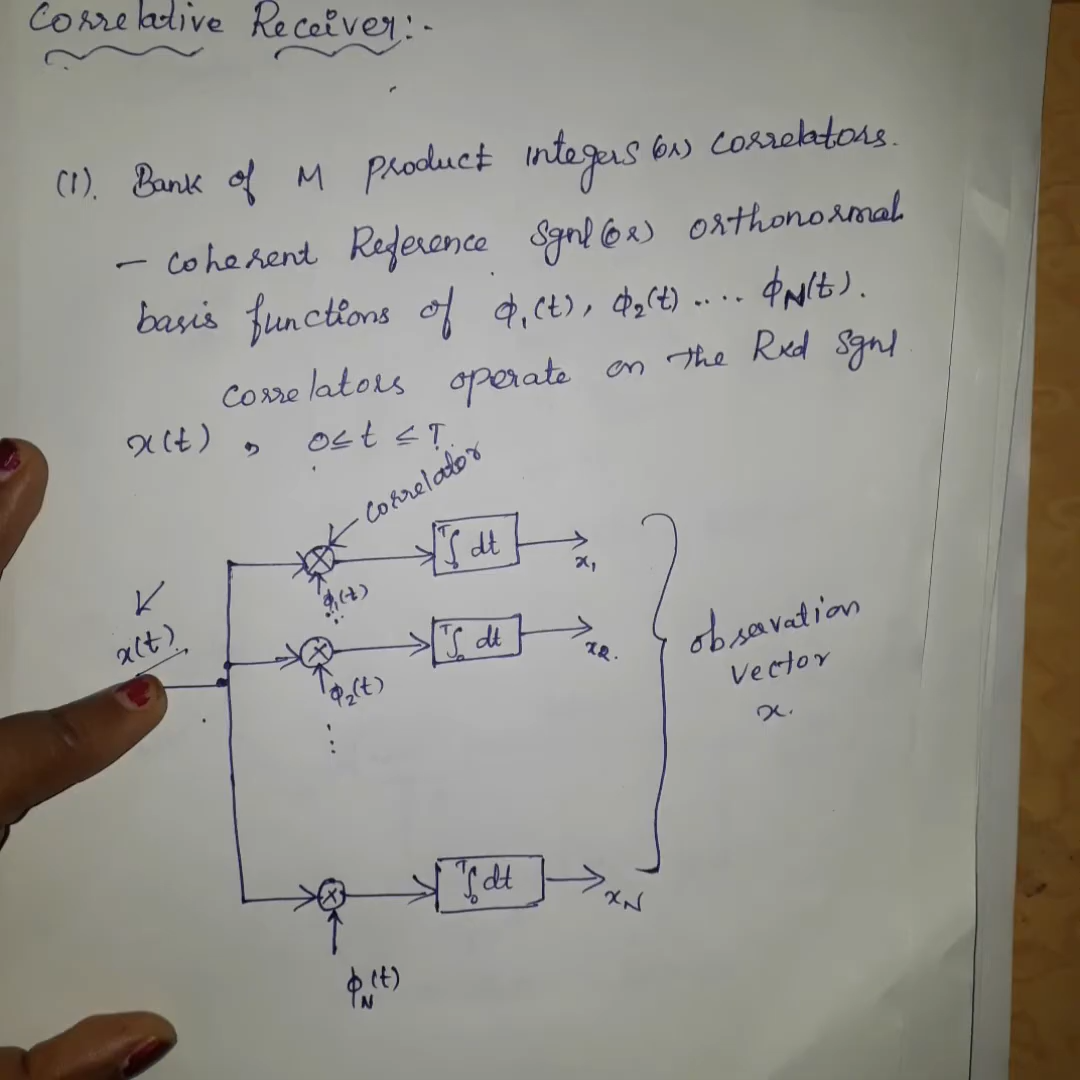 Correlative Receiver:-
(1). Bank of M product integers (or) correlators.
- coherent Reference Sgnl (or) orthonormal
basis functions of ϕ₁(t), ϕ₂(t) .... ϕN(t).
correlators operate on the Rxd Sgnl
x(t) , 0≤t ≤T.
correlator
T∫ dt
x₁
ϕ₁(t)
x(t)
T∫₀ dt
x₂.
ϕ₂(t)
observation
vector
x.
T∫₀ dt
xN
ϕN(t)